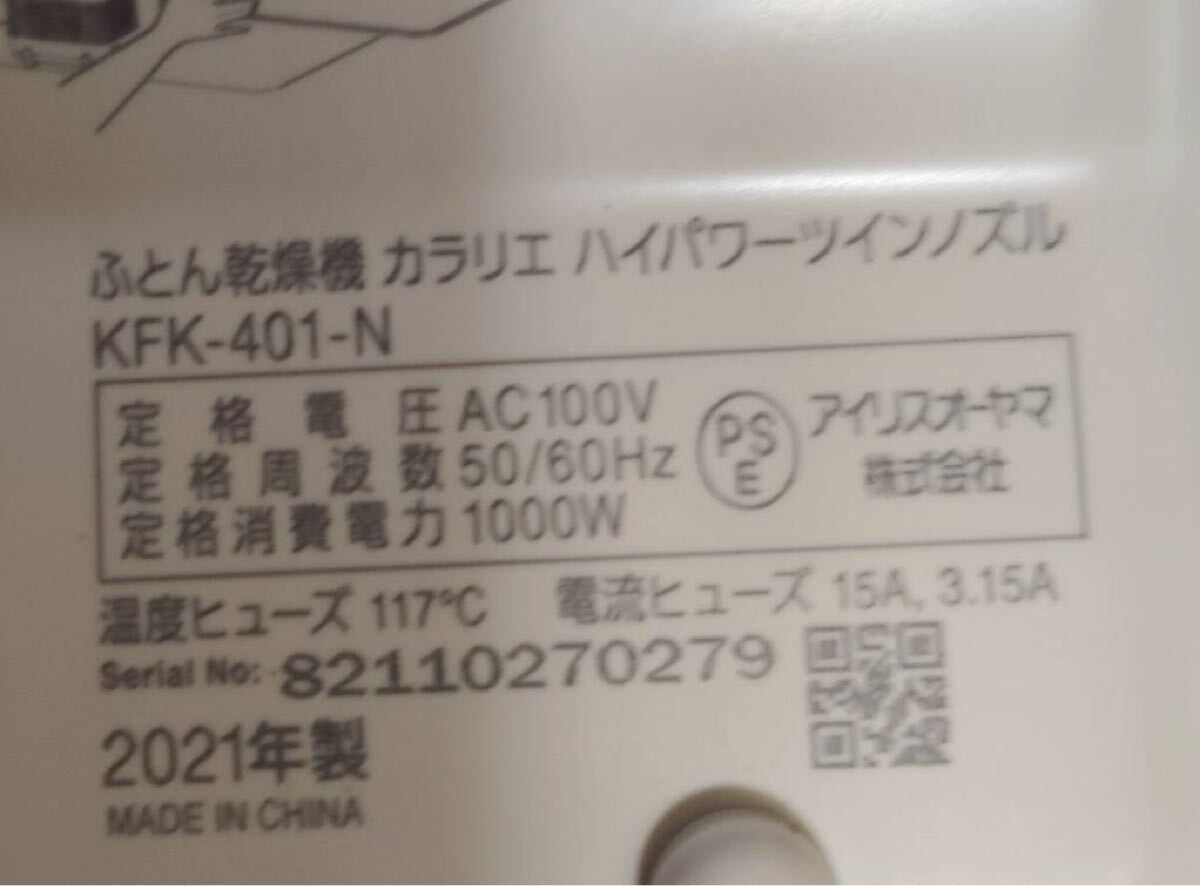 ふとん乾燥機 カラリエ ハイパワーツインノズル
KFK-401-N
定格電圧 AC100V
定格周波数 50/60Hz
定格消費電力 1000W
PS
E
アイリスオーヤマ
株式会社
温度ヒューズ 117℃ 電流ヒューズ 15A, 3.15A
Serial No: 82110270279
2021年製
MADE IN CHINA